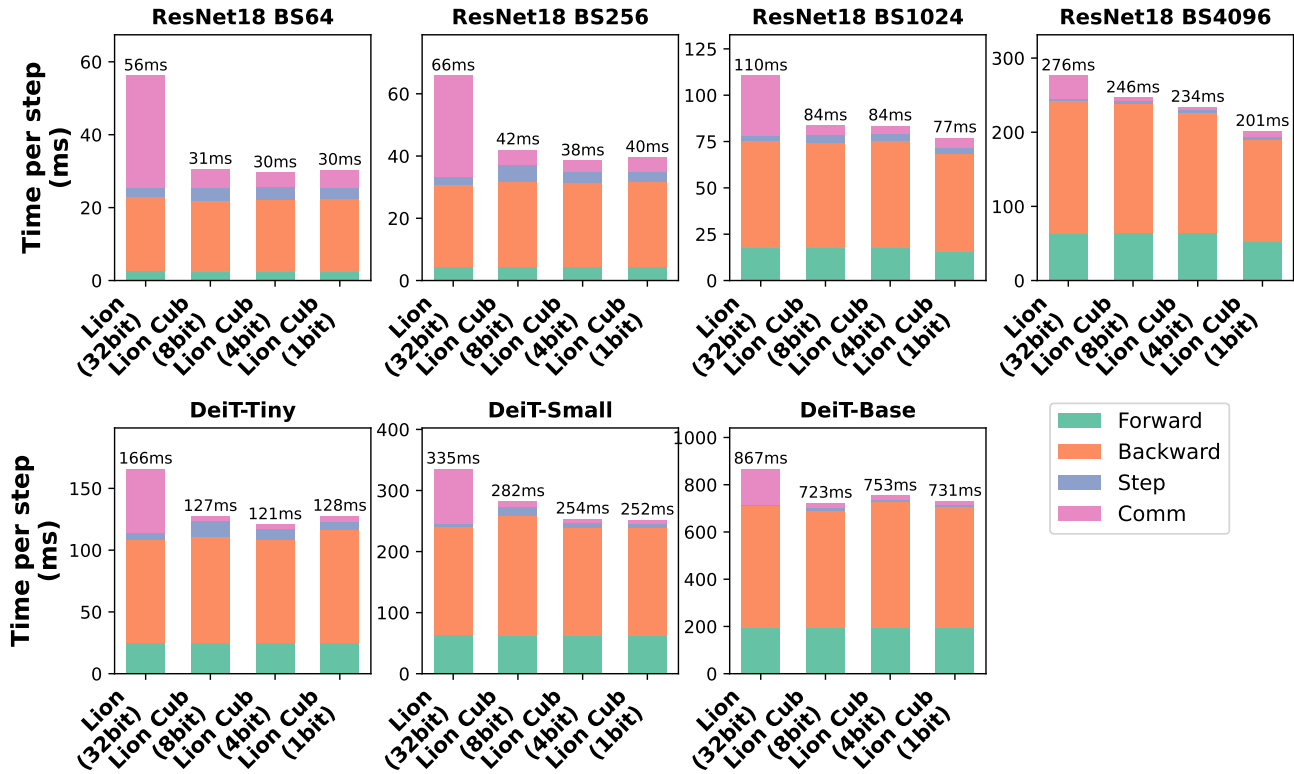 ResNet18 BS64
ResNet18 BS256
ResNet18 BS1024
ResNet18 BS4096
Time per step
(ms)
60
40
20
0
56ms
31ms
30ms
30ms
Lion
(32bit)
Lion Cub
(8bit)
Lion Cub
(4bit)
Lion Cub
(1bit)
60
40
20
0
66ms
42ms
38ms
40ms
Lion
(32bit)
Lion Cub
(8bit)
Lion Cub
(4bit)
Lion Cub
(1bit)
125
100
75
50
25
0
110ms
84ms
84ms
77ms
Lion
(32bit)
Lion Cub
(8bit)
Lion Cub
(4bit)
Lion Cub
(1bit)
300
200
100
0
276ms
246ms
234ms
201ms
Lion
(32bit)
Lion Cub
(8bit)
Lion Cub
(4bit)
Lion Cub
(1bit)
DeiT-Tiny
DeiT-Small
DeiT-Base
Time per step
(ms)
150
100
50
0
166ms
127ms
121ms
128ms
Lion
(32bit)
Lion Cub
(8bit)
Lion Cub
(4bit)
Lion Cub
(1bit)
400
300
200
100
0
335ms
282ms
254ms
252ms
Lion
(32bit)
Lion Cub
(8bit)
Lion Cub
(4bit)
Lion Cub
(1bit)
1000
800
600
400
200
0
867ms
723ms
753ms
731ms
Lion
(32bit)
Lion Cub
(8bit)
Lion Cub
(4bit)
Lion Cub
(1bit)
Forward
Backward
Step
Comm